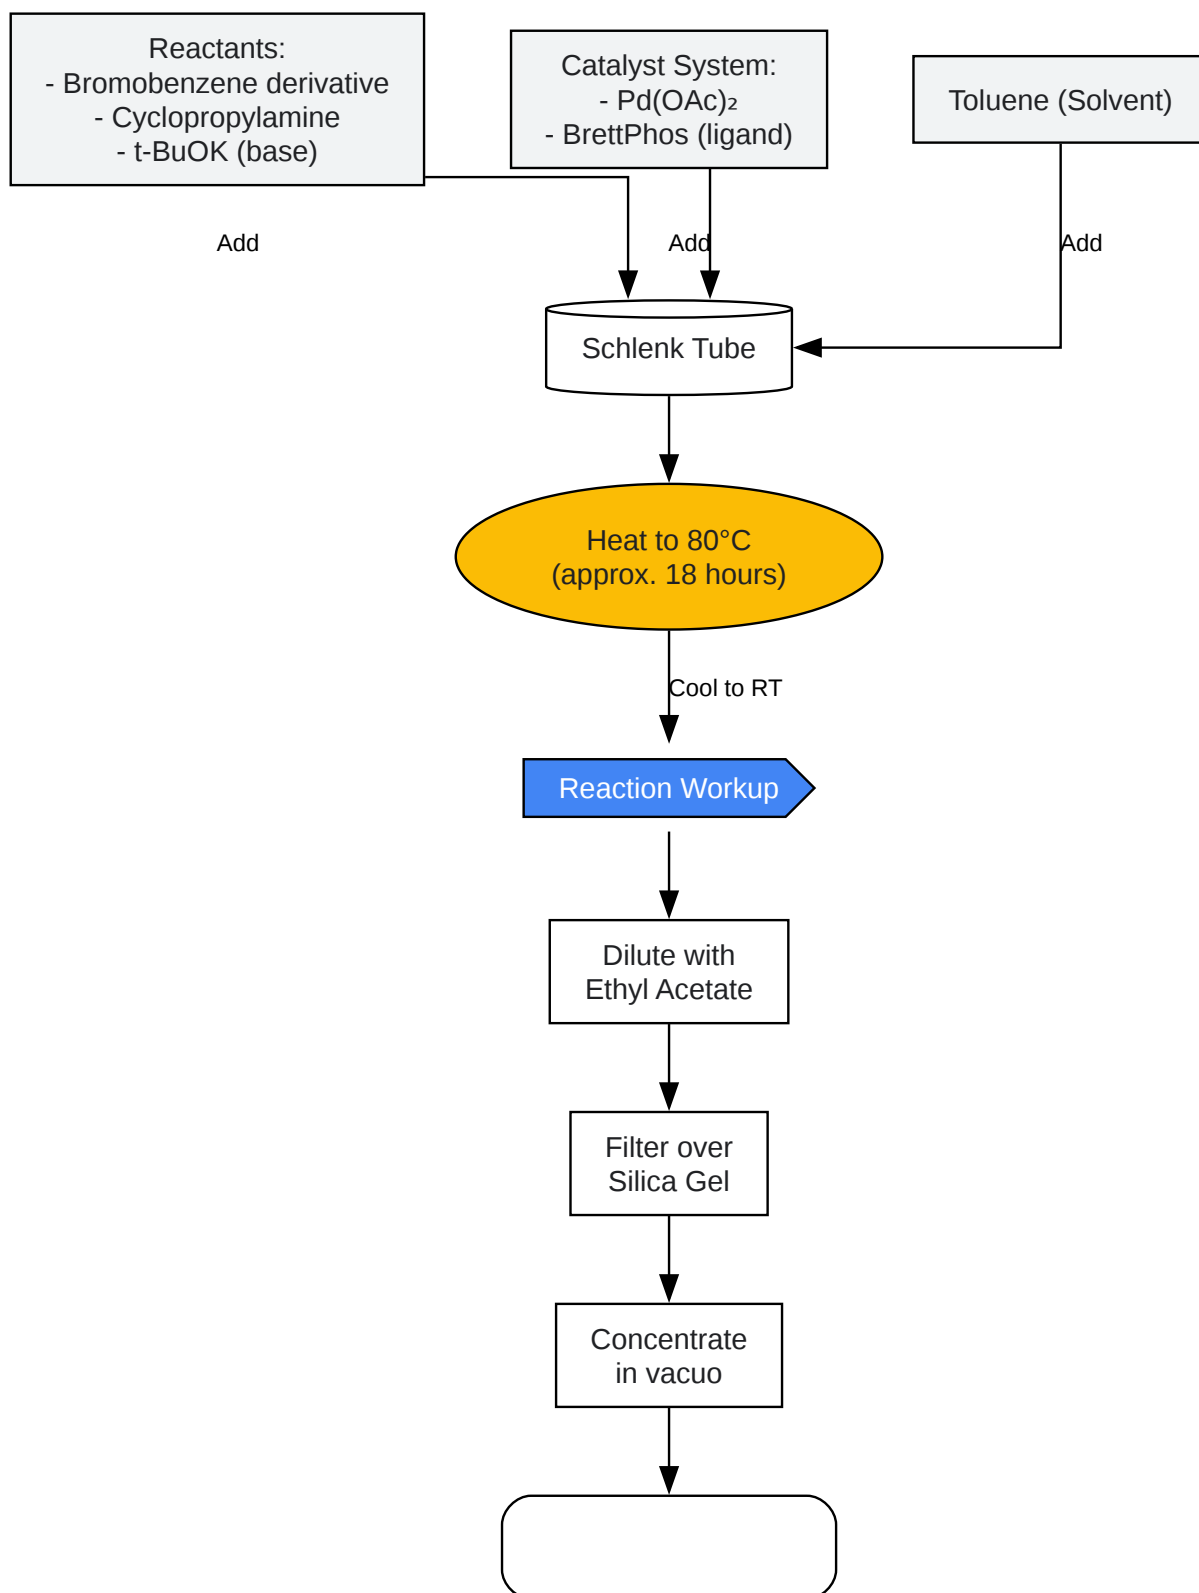 Reactants:
- Bromobenzene derivative
- Cyclopropylamine
- t-BuOK (base)
Catalyst System:
- Pd(OAc)₂
- BrettPhos (ligand)
Toluene (Solvent)
Add
Add
Add
Schlenk Tube
Heat to 80°C
(approx. 18 hours)
Cool to RT
Reaction Workup
Dilute with
Ethyl Acetate
Filter over
Silica Gel
Concentrate
in vacuo